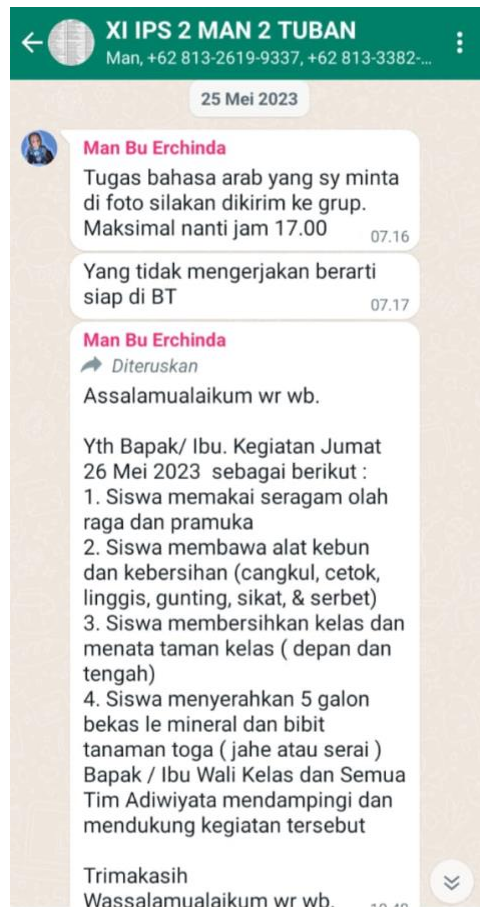 XI IPS 2 MAN 2 TUBAN
Man, +62 813-2619-9337, +62 813-3382-...
25 Mei 2023
Man Bu Erchinda
Tugas bahasa arab yang sy minta
di foto silakan dikirim ke grup.
Maksimal nanti jam 17.00 07.16
Yang tidak mengerjakan berarti
siap di BT 07.17
Man Bu Erchinda
Diteruskan
Assalamualaikum wr wb.
Yth Bapak/ Ibu. Kegiatan Jumat
26 Mei 2023 sebagai berikut :
1. Siswa memakai seragam olah
raga dan pramuka
2. Siswa membawa alat kebun
dan kebersihan (cangkul, cetok,
linggis, gunting, sikat, & serbet)
3. Siswa membersihkan kelas dan
menata taman kelas ( depan dan
tengah)
4. Siswa menyerahkan 5 galon
bekas le mineral dan bibit
tanaman toga ( jahe atau serai )
Bapak / Ibu Wali Kelas dan Semua
Tim Adiwiyata mendampingi dan
mendukung kegiatan tersebut
Trimakasih
Wassalamualaikum wr wb.